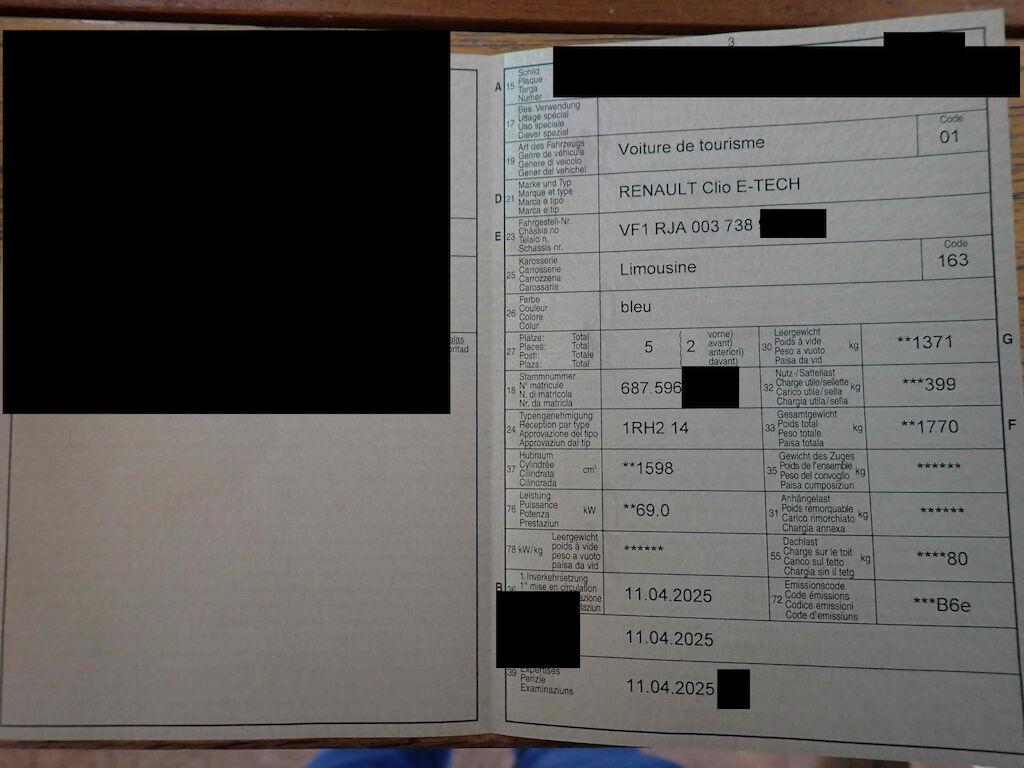 3
A 15 Schild
Plaque
Targa
Numer
17 Bes. Verwendung
Usage spécial
Uso speciale
Diever spezial
19 Art des Fahrzeugs
Genre de véhicule
Genere di veicolo
Gener dal vehichel
Voiture de tourisme
Code
01
D 21 Marke und Typ
Marque et type
Marca e tipo
Marca e tip
RENAULT Clio E-TECH
E 23 Fahrgestell-Nr.
Châssis no
Telaio n.
Schassis nr.
VF1 RJA 003 738
25 Karosserie
Carrosserie
Carrozzeria
Carossaria
Limousine
Code
163
26 Farbe
Couleur
Colore
Colur
bleu
27 Plätze: Total
Places: Total
Posti: Totale
Plazs: Total
5
2
vorne)
avant)
anteriori)
davant)
30 Leergewicht
Poids à vide
Peso a vuoto
Paisa da vid
kg
**1371
G
18 Stammnummer
N° matricule
N. di matricola
Nr. da matricla
687.596
32 Nutz-/Sattellast
Charge utile/sellette
Carico utile/sella
Chargia utila/sella
kg
***399
24 Typengenehmigung
Réception par type
Approvazione del tipo
Approvaziun dal tip
1RH2 14
33 Gesamtgewicht
Poids total
Peso totale
Paisa totala
kg
**1770
F
37 Hubraum
Cylindrée
Cilindrata
Cilindrada
cm³
**1598
35 Gewicht des Zuges
Poids de l'ensemble
Peso del convoglio
Paisa cumposiziun
kg
******
76 Leistung
Puissance
Potenza
Prestaziun
kW
**69.0
31 Anhängelast
Poids remorquable
Carico rimorchiato
Chargia annexa
kg
******
78 kW/kg Leergewicht
poids à vide
peso a vuoto
paisa da vid
******
55 Dachlast
Charge sur le toit
Carico sul tetto
Chargia sin il tetg
kg
****80
B 36 1. Inverkehrsetzung
1re mise en circulation
azione
laziun
11.04.2025
72 Emissionscode
Code émissions
Codice emissioni
Code d'emissiuns
***B6e
11.04.2025
39 Expertises
Perizie
Examinaziuns
11.04.2025